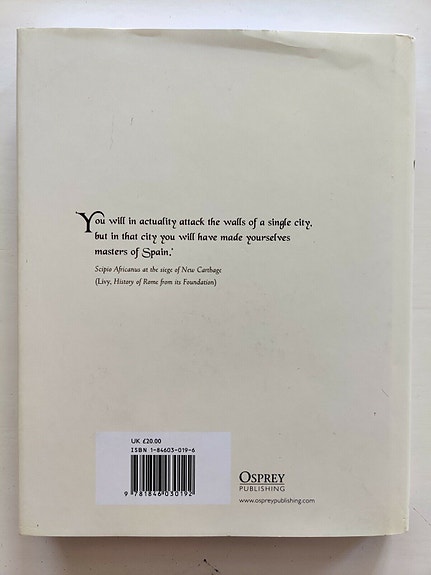 You will in actuality attack the walls of a single city,
but in that city you will have made yourselves
masters of Spain.'
Scipio Africanus at the siege of New Carthage
(Livy, History of Rome from its Foundation)
UK £20.00
ISBN 1-84603-019-6
9 781846 030192
OSPREY
PUBLISHING
www.ospreypublishing.com